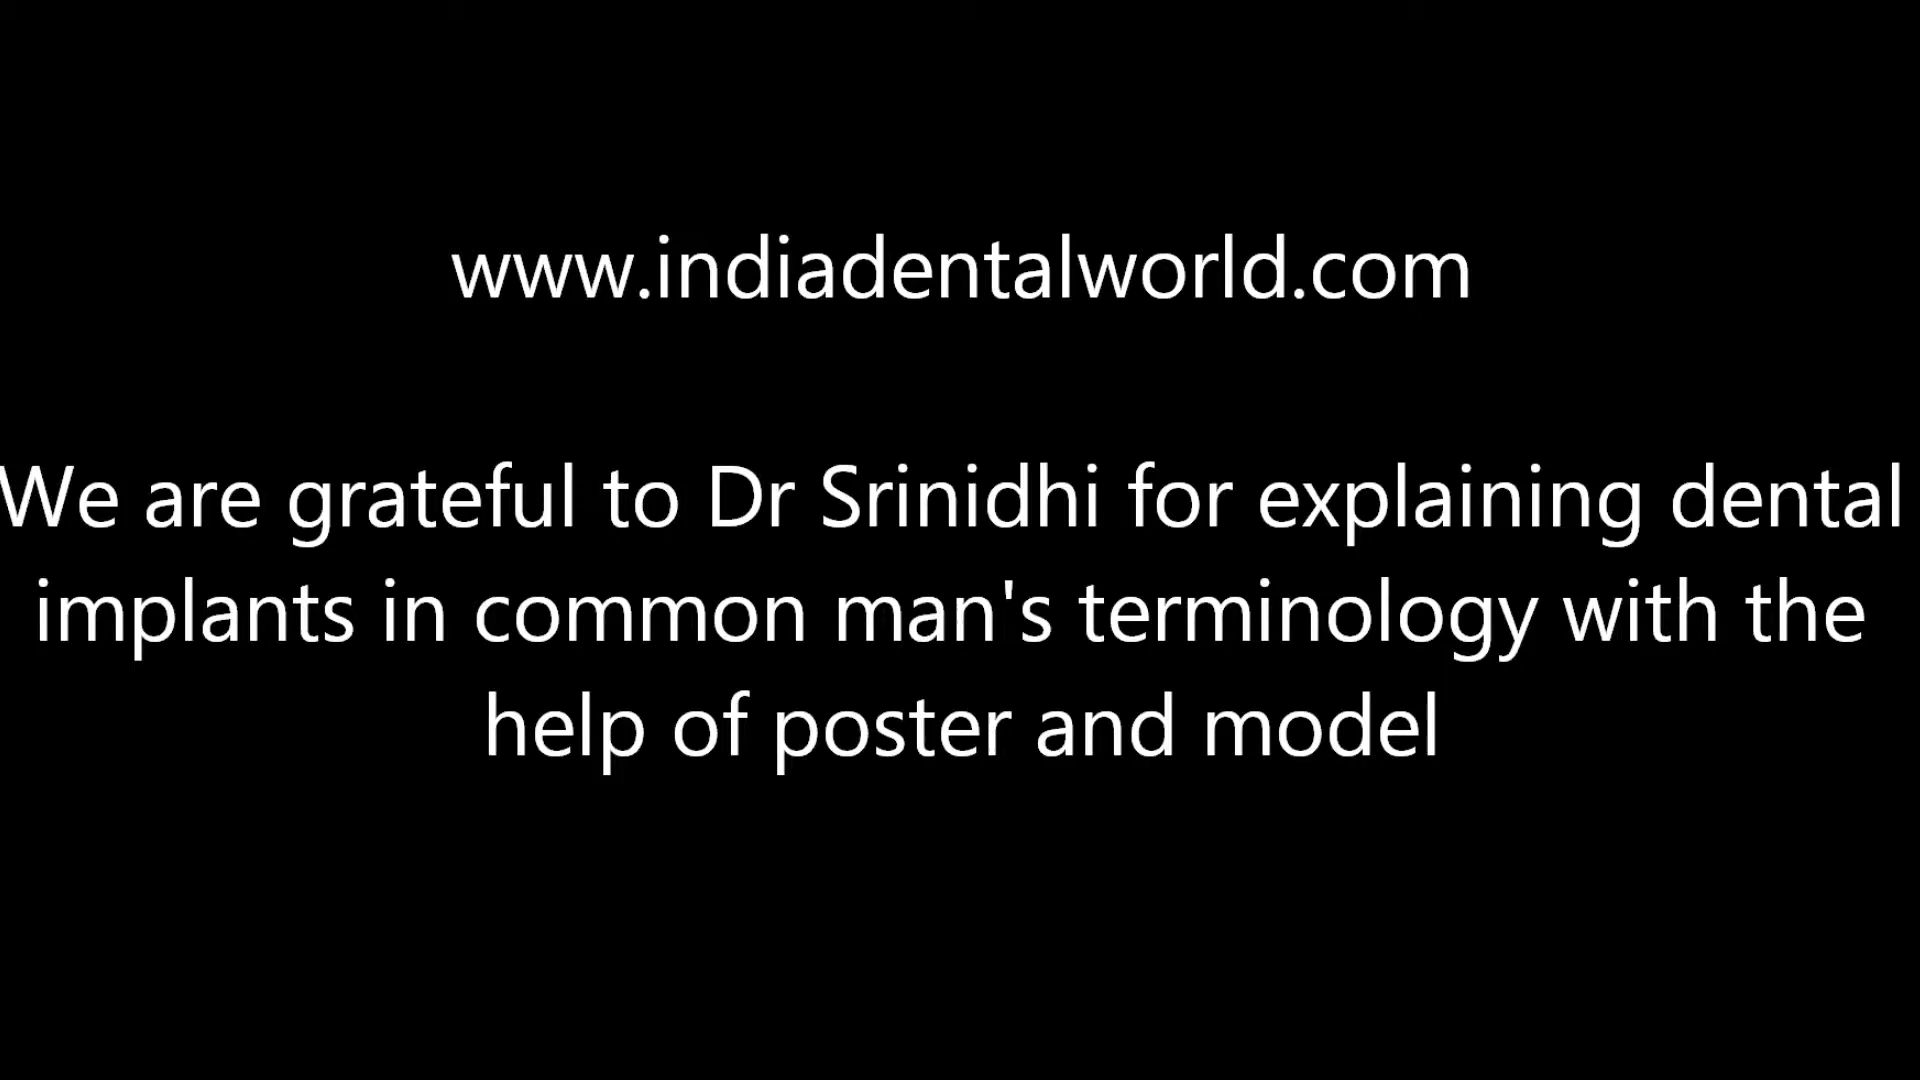 www.indiadentalworld.com
We are grateful to Dr Srinidhi for explaining dental
implants in common man's terminology with the
help of poster and model